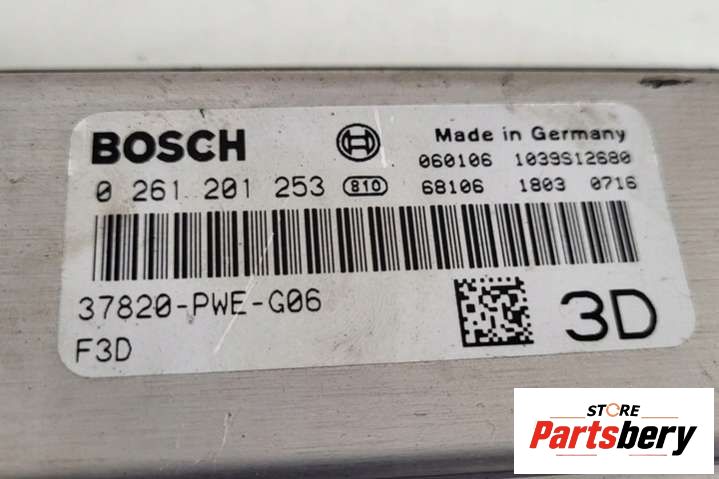 BOSCH Made in Germany
060106 1039S12680
0 261 201 253 810 68106 1803 0716
37820-PWE-G06
F3D
3D
STORE
Partsbery